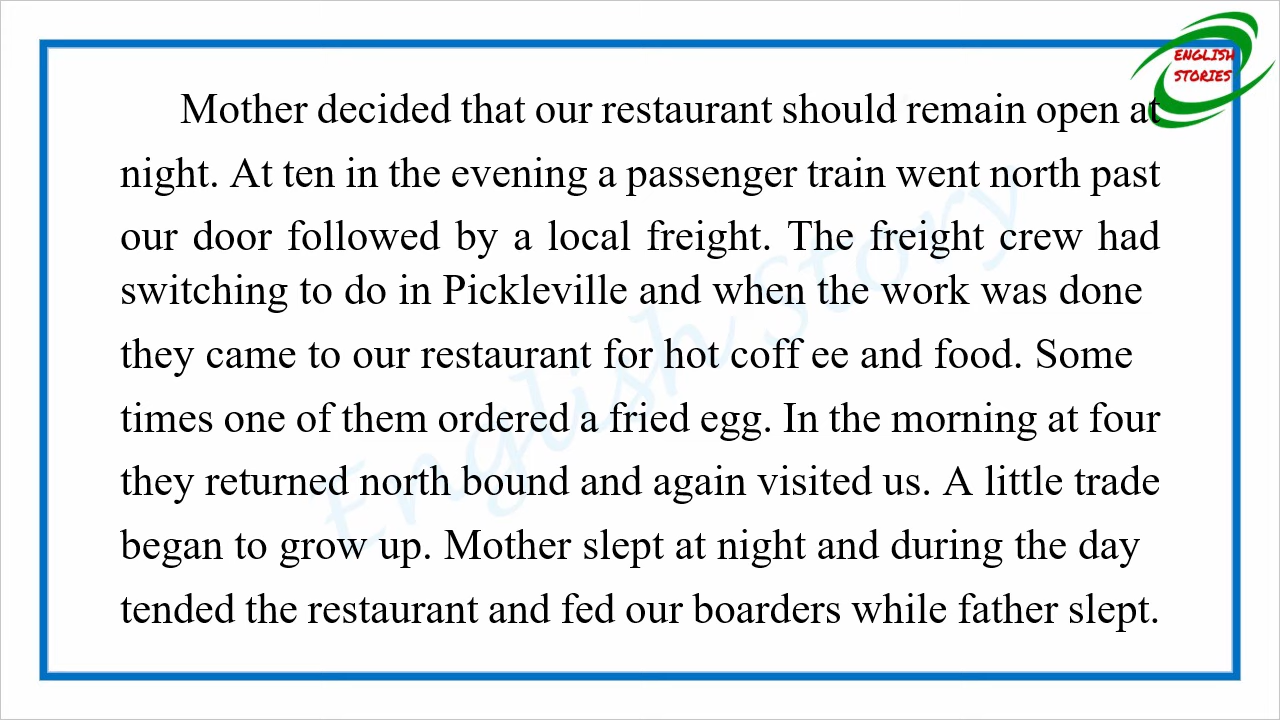 ENGLISH
STORIES
Mother decided that our restaurant should remain open at
night. At ten in the evening a passenger train went north past
our door followed by a local freight. The freight crew had
switching to do in Pickleville and when the work was done
they came to our restaurant for hot coff ee and food. Some
times one of them ordered a fried egg. In the morning at four
they returned north bound and again visited us. A little trade
began to grow up. Mother slept at night and during the day
tended the restaurant and fed our boarders while father slept.
English Story